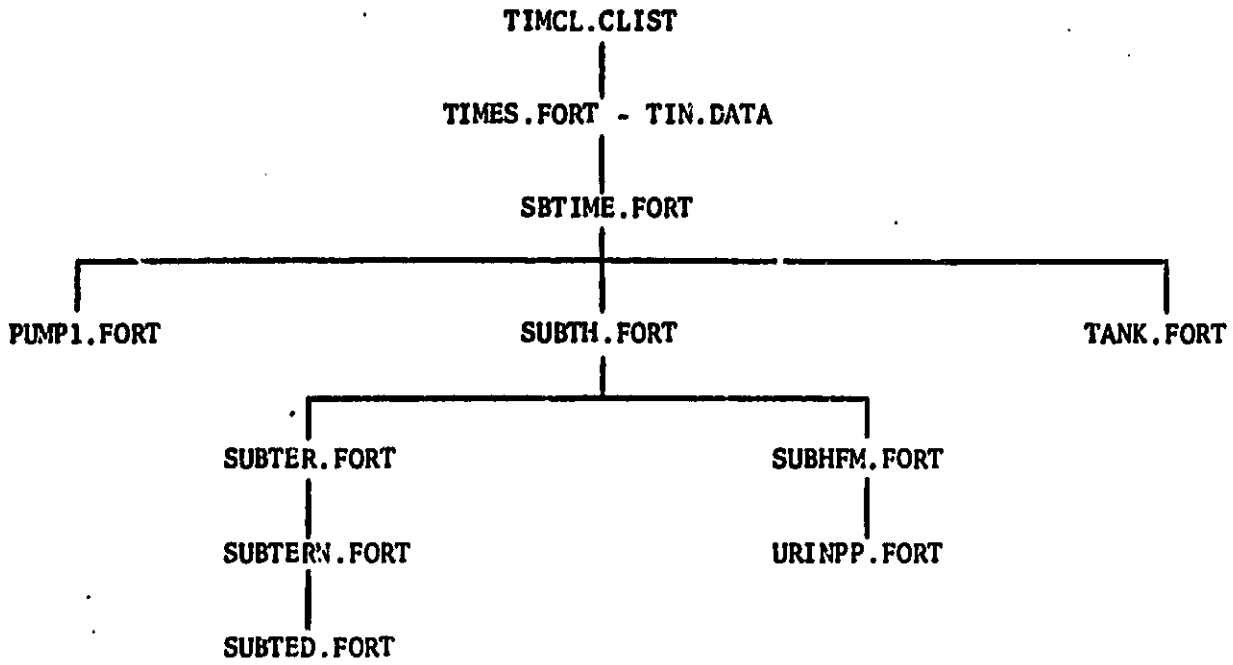 TIMCL.CLIST
TIMES.FORT - TIN.DATA
SBTIME.FORT
PUMP1.FORT SUBTH.FORT TANK.FORT
SUBTER.FORT SUBHFM.FORT
SUBTERN.FORT URINPP.FORT
SUBTED.FORT